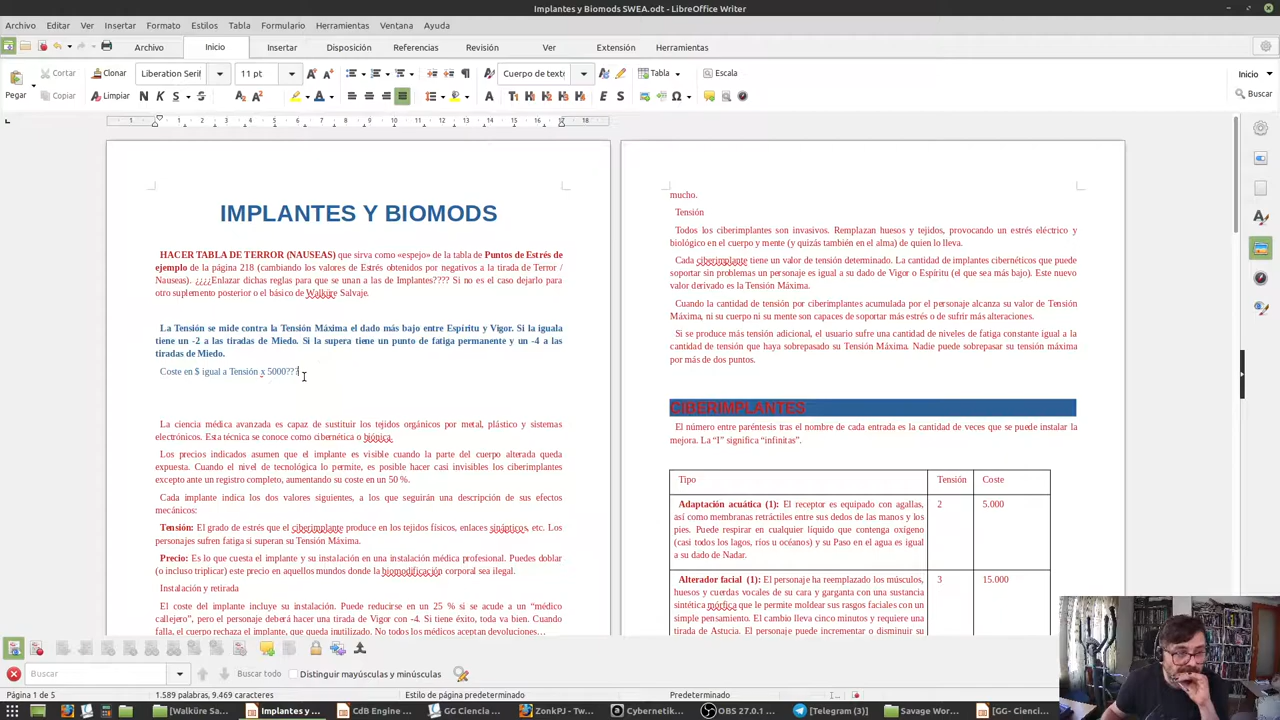 Implantes y Biomods SWEA.odt - LibreOffice Writer
Archivo Editar Ver Insertar Formato Estilos Tabla Formulario Herramientas Ventana Ayuda
Archivo Inicio Insertar Disposición Referencias Revisión Ver Extensión Herramientas
Cortar Clonar Liberation Serif 11 pt Cuerpo de texto Tabla Escala Inicio
Pegar Copiar Limpiar Buscar
IMPLANTES Y BIOMODS
HACER TABLA DE TERROR (NAUSEAS) que sirva como «espejo» de la tabla de Puntos de Estrés de
ejemplo de la página 218 (cambiando los valores de Estrés obtenidos por negativos a la tirada de Terror /
Nauseas). ¿¿¿¿Enlazar dichas reglas para que se unan a las de Implantes???? Si no es el caso dejarlo para
otro suplemento posterior o el básico de Walküre Salvaje.
La Tensión se mide contra la Tensión Máxima el dado más bajo entre Espíritu y Vigor. Si la iguala
tiene un -2 a las tiradas de Miedo. Si la supera tiene un punto de fatiga permanente y un -4 a las
tiradas de Miedo.
Coste en $ igual a Tensión x 5000???
La ciencia médica avanzada es capaz de sustituir los tejidos orgánicos por metal, plástico y sistemas
electrónicos. Esta técnica se conoce como cibernética o biónica.
Los precios indicados asumen que el implante es visible cuando la parte del cuerpo alterada queda
expuesta. Cuando el nivel de tecnológica lo permite, es posible hacer casi invisibles los ciberimplantes
excepto ante un registro completo, aumentando su coste en un 50 %.
Cada implante indica los dos valores siguientes, a los que seguirán una descripción de sus efectos
mecánicos:
Tensión: El grado de estrés que el ciberimplante produce en los tejidos físicos, enlaces sinápticos, etc. Los
personajes sufren fatiga si superan su Tensión Máxima.
Precio: Es lo que cuesta el implante y su instalación en una instalación médica profesional. Puedes doblar
(o incluso triplicar) este precio en aquellos mundos donde la biomodificación corporal sea ilegal.
Instalación y retirada
El coste del implante incluye su instalación. Puede reducirse en un 25 % si se acude a un “médico
callejero”, pero el personaje deberá hacer una tirada de Vigor con -4. Si tiene éxito, toda va bien. Cuando
falla, el cuerpo rechaza el implante, que queda inutilizado. No todos los médicos aceptan devoluciones…
mucho.
Tensión
Todos los ciberimplantes son invasivos. Remplazan huesos y tejidos, provocando un estrés eléctrico y
biológico en el cuerpo y mente (y quizás también en el alma) de quien lo lleva.
Cada ciberimplante tiene un valor de tensión determinado. La cantidad de implantes cibernéticos que puede
soportar sin problemas un personaje es igual a su dado de Vigor o Espíritu (el que sea más bajo). Este nuevo
valor derivado es la Tensión Máxima.
Cuando la cantidad de tensión por ciberimplantes acumulada por el personaje alcanza su valor de Tensión
Máxima, ni su cuerpo ni su mente son capaces de soportar más estrés o de sufrir más alteraciones.
Si se produce más tensión adicional, el usuario sufre una cantidad de niveles de fatiga constante igual a la
cantidad de tensión que haya sobrepasado su Tensión Máxima. Nadie puede sobrepasar su tensión máxima
por más de dos puntos.
CIBERIMPLANTES
El número entre paréntesis tras el nombre de cada entrada es la cantidad de veces que se puede instalar la
mejora. La “I” significa “infinitas”.
Tipo Tensión Coste
Adaptación acuática (1): El receptor es equipado con agallas, 2 5.000
así como membranas retráctiles entre sus dedos de las manos y los
pies. Puede respirar en cualquier líquido que contenga oxígeno
(casi todos los lagos, ríos u océanos) y su Paso en el agua es igual
a su dado de Nadar.
Alterador facial (1): El personaje ha reemplazado los músculos, 3 15.000
huesos y cuerdas vocales de su cara y garganta con una sustancia
sintética mórfica que le permite moldear sus rasgos faciales con un
simple pensamiento. El cambio lleva cinco minutos y requiere una
tirada de Astucia. El personaje puede incrementar o disminuir su
Buscar Buscar todo Distinguir mayúsculas y minúsculas
Página 1 de 5 1.589 palabras, 9.469 caracteres Estilo de página predeterminado Predeterminado
[Walküre Sa... Implantes y ... CdB Engine ... GG Ciencia ... ZonkPJ - Tw... OBS 27.0.1 ... [Telegram (3)] Savage Wor... [GG- Cienci...